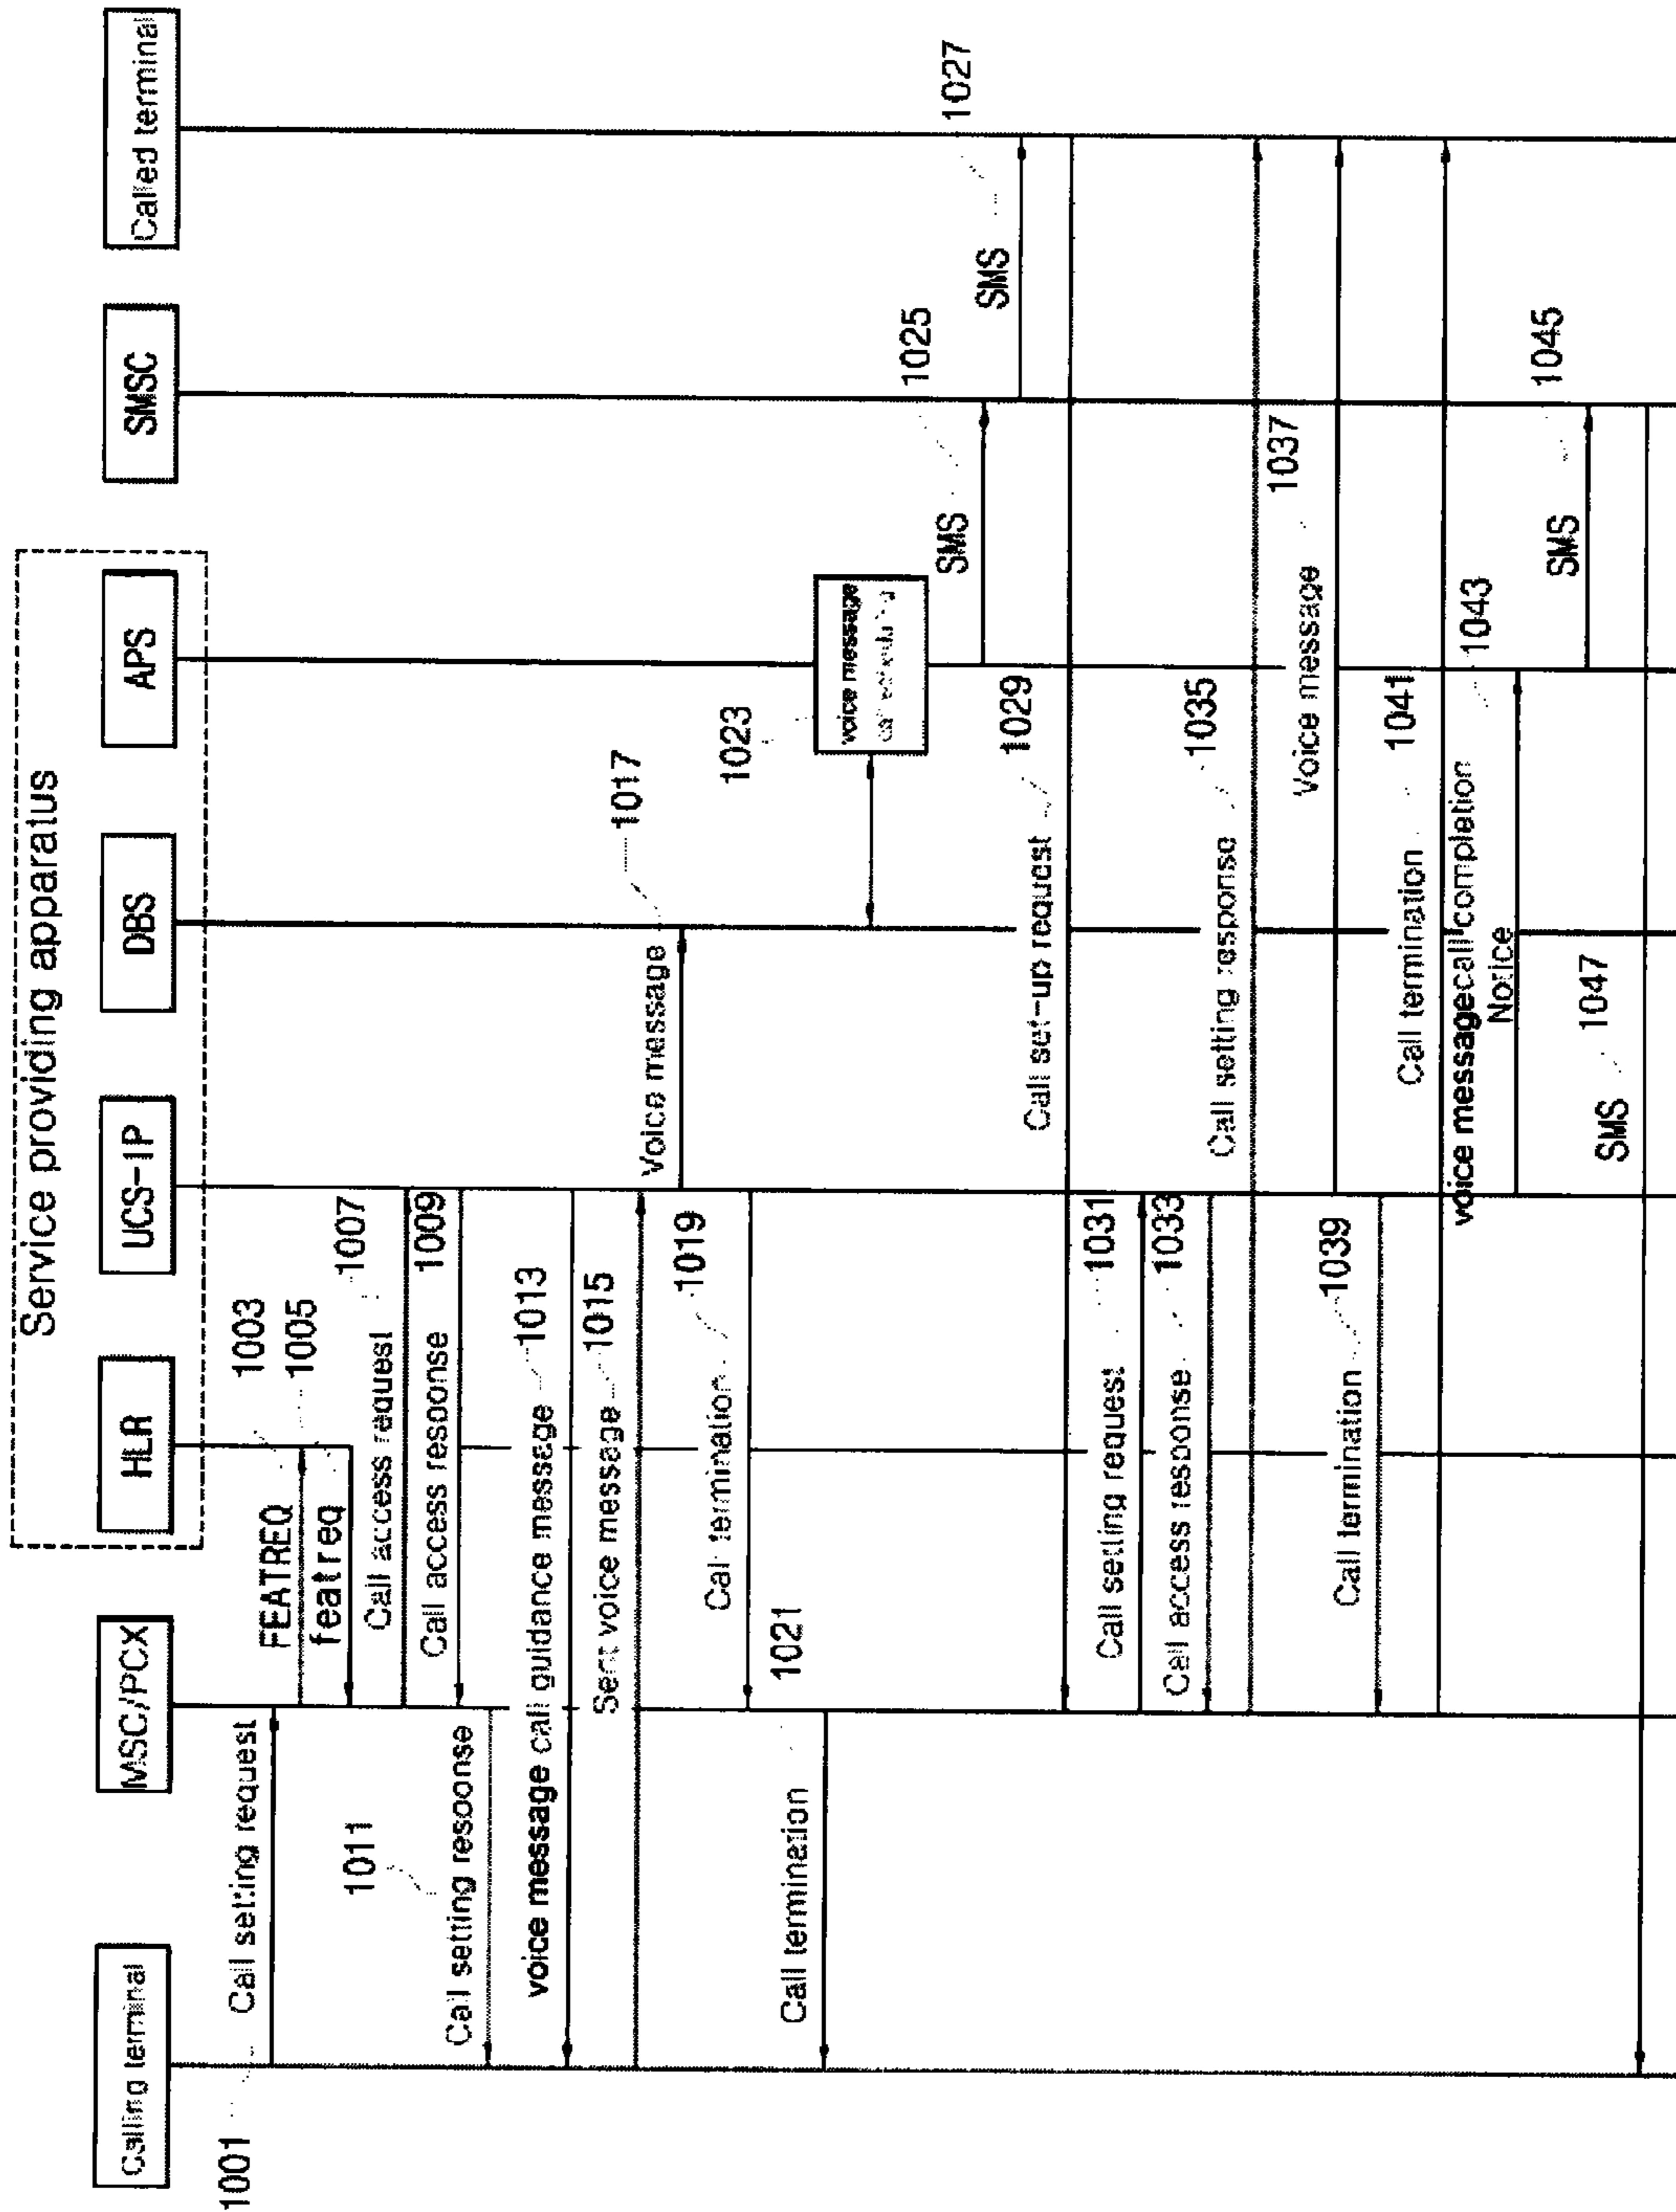 Service providing apparatus
Calling terminal
MSC/PCX
HLR
UCS-IP
DBS
APS
SMSC
Called terminal
1001
Call setting request
FEATREQ
1003
featreq
1005
Call access request
1007
Call access response
1009
1011
Call setting response
voice message call guidance message
1013
Sent voice message
1015
Voice message
1017
Call termination
1019
1021
Call termination
1023
voice message
SMS
1025
SMS
1027
Call set-up request
1029
Call setting request
1031
Call access response
1033
Call setting response
1035
Voice message
1037
Call termination
1039
Call termination
1041
voice messagecall completion
Notice
1043
SMS
1045
SMS
1047